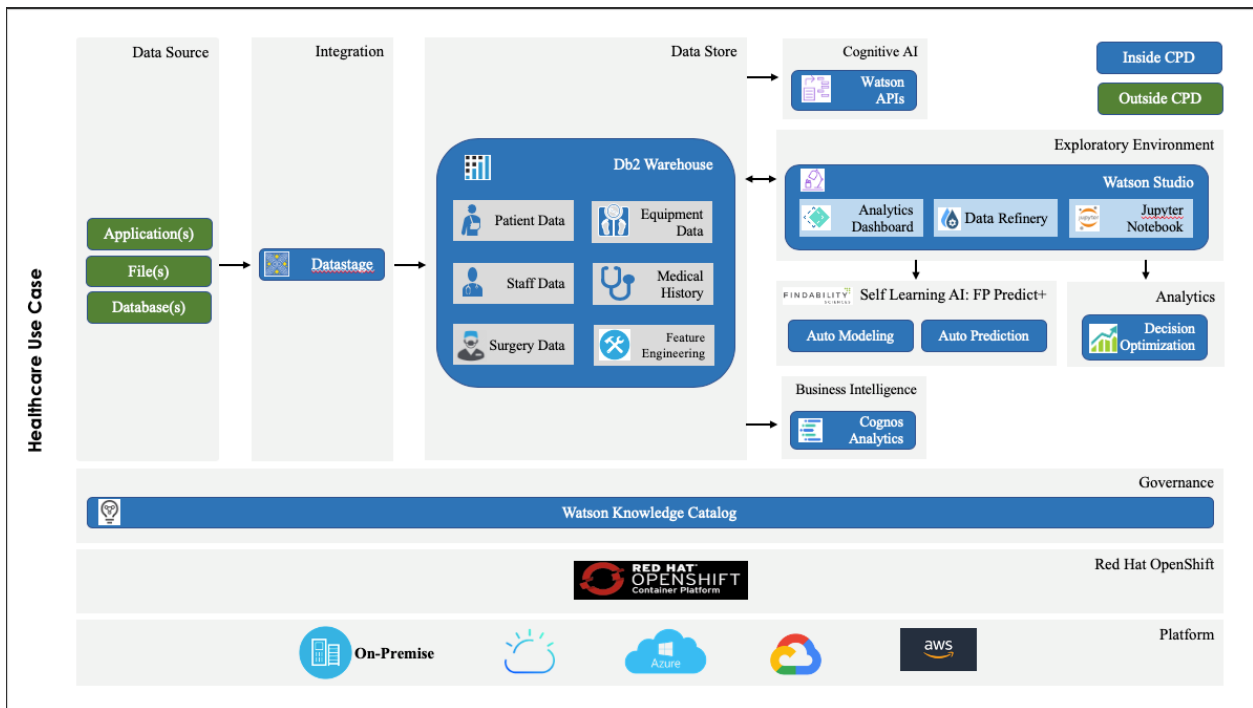 Healthcare Use Case
Data Source
Application(s)
File(s)
Database(s)
Integration
Datastage
Data Store
Db2 Warehouse
Patient Data
Equipment
Data
Staff Data
Medical
History
Surgery Data
Feature
Engineering
Cognitive AI
Watson
APIs
Inside CPD
Outside CPD
Exploratory Environment
Watson Studio
Analytics
Dashboard
Data Refinery
jupyter
Jupyter
Notebook
FINDABILITY
SCIENCES
Self Learning AI: FP Predict+
Auto Modeling
Auto Prediction
Analytics
Decision
Optimization
Business Intelligence
Cognos
Analytics
Governance
Watson Knowledge Catalog
Red Hat OpenShift
RED HAT
OPENSHIFT
Container Platform
Platform
On-Premise
Azure
aws